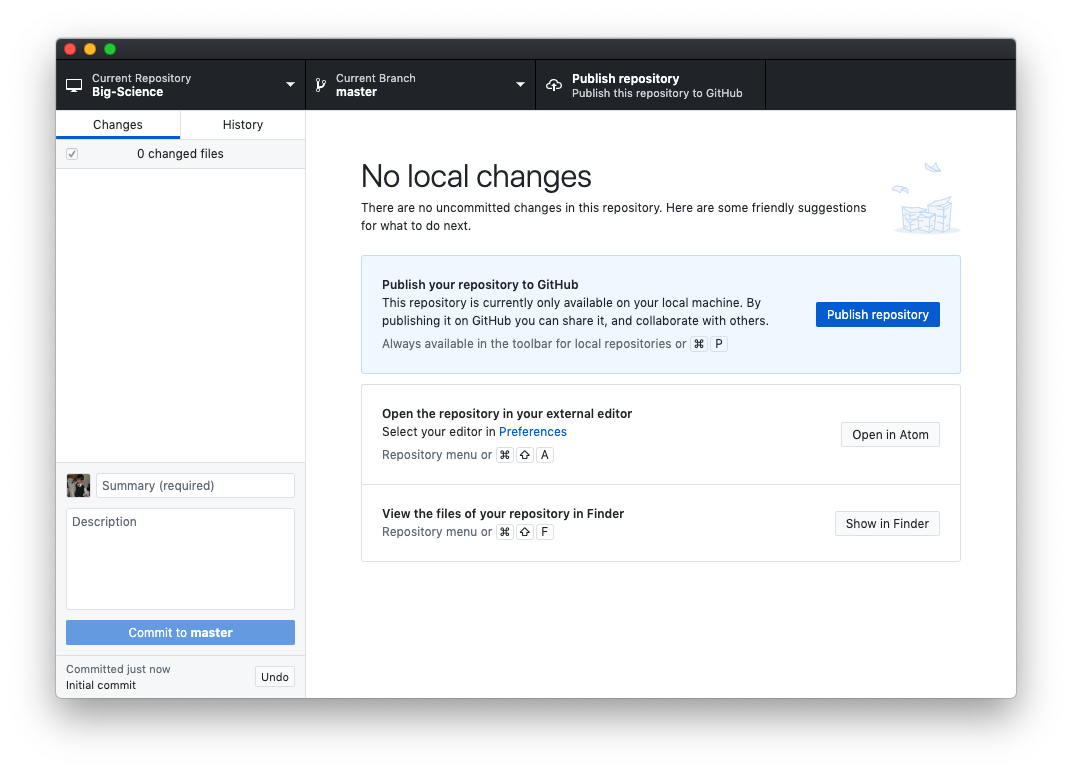 Current Repository
Big-Science
Current Branch
master
Publish repository
Publish this repository to GitHub
Changes
History
0 changed files
No local changes
There are no uncommitted changes in this repository. Here are some friendly suggestions
for what to do next.
Publish your repository to GitHub
This repository is currently only available on your local machine. By
publishing it on GitHub you can share it, and collaborate with others.
Always available in the toolbar for local repositories or ⌘ P
Publish repository
Open the repository in your external editor
Select your editor in Preferences
Repository menu or ⌘ ⇧ A
Open in Atom
View the files of your repository in Finder
Repository menu or ⌘ ⇧ F
Show in Finder
Summary (required)
Description
Commit to master
Committed just now
Initial commit
Undo